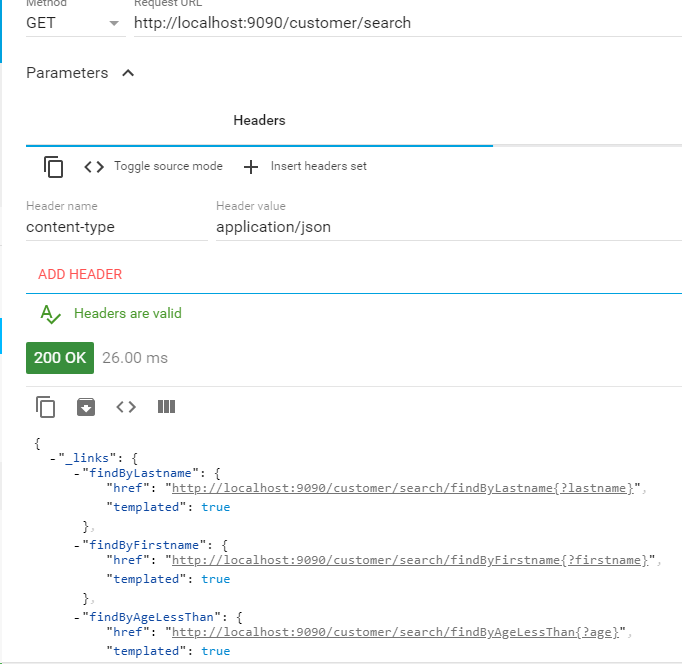 Method
Request URL
GET
http://localhost:9090/customer/search
Parameters
Headers
Toggle source mode
Insert headers set
Header name
Header value
content-type
application/json
ADD HEADER
Headers are valid
200 OK 26.00 ms
{
-"_links": {
-"findByLastname": {
"href": "http://localhost:9090/customer/search/findByLastname{?lastname}",
"templated": true
},
-"findByFirstname": {
"href": "http://localhost:9090/customer/search/findByFirstname{?firstname}",
"templated": true
},
-"findByAgeLessThan": {
"href": "http://localhost:9090/customer/search/findByAgeLessThan{?age}",
"templated": true